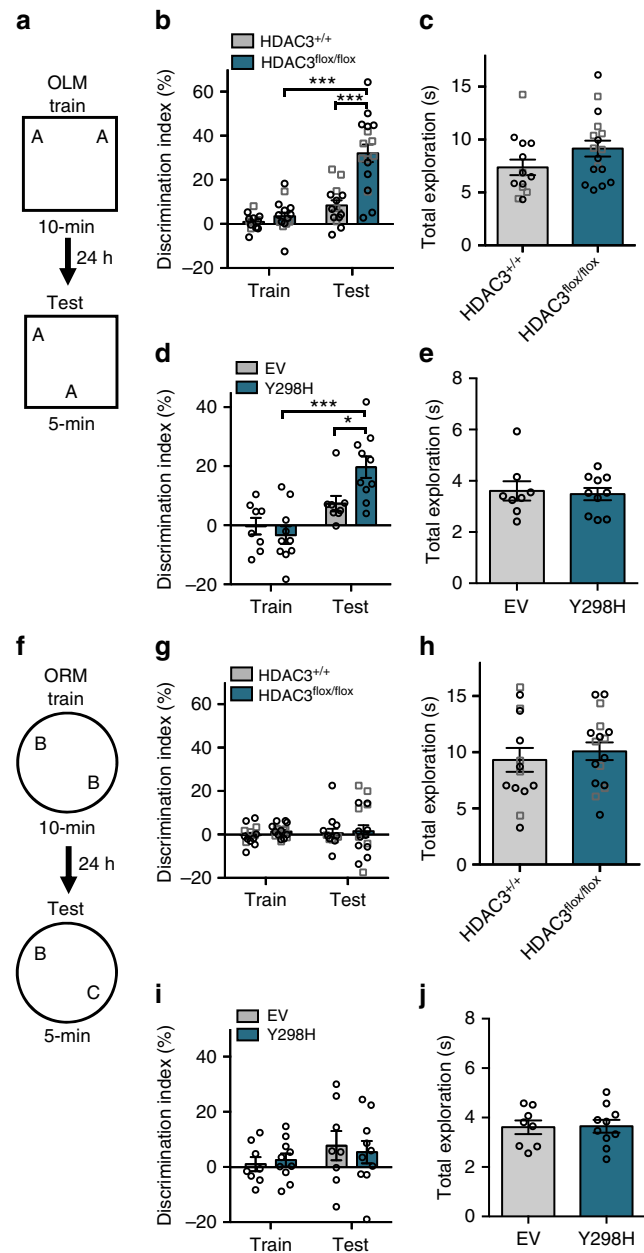 a
OLM
train
A A
10-min
24 h
Test
A
A
5-min
b
HDAC3+/+
HDAC3flox/flox
Discrimination index (%)
60
40
20
0
–20
***
***
Train Test
c
Total exploration (s)
15
10
5
0
HDAC3+/+
HDAC3flox/flox
d
EV
Y298H
Discrimination index (%)
40
20
0
–20
***
*
Train Test
e
Total exploration (s)
8
6
4
2
0
EV Y298H
f
ORM
train
B
B
10-min
24 h
Test
B
C
5-min
g
HDAC3+/+
HDAC3flox/flox
Discrimination index (%)
60
40
20
0
–20
Train Test
h
Total exploration (s)
15
10
5
0
HDAC3+/+
HDAC3flox/flox
i
EV
Y298H
Discrimination index (%)
40
20
0
–20
Train Test
j
Total exploration (s)
8
6
4
2
0
EV Y298H